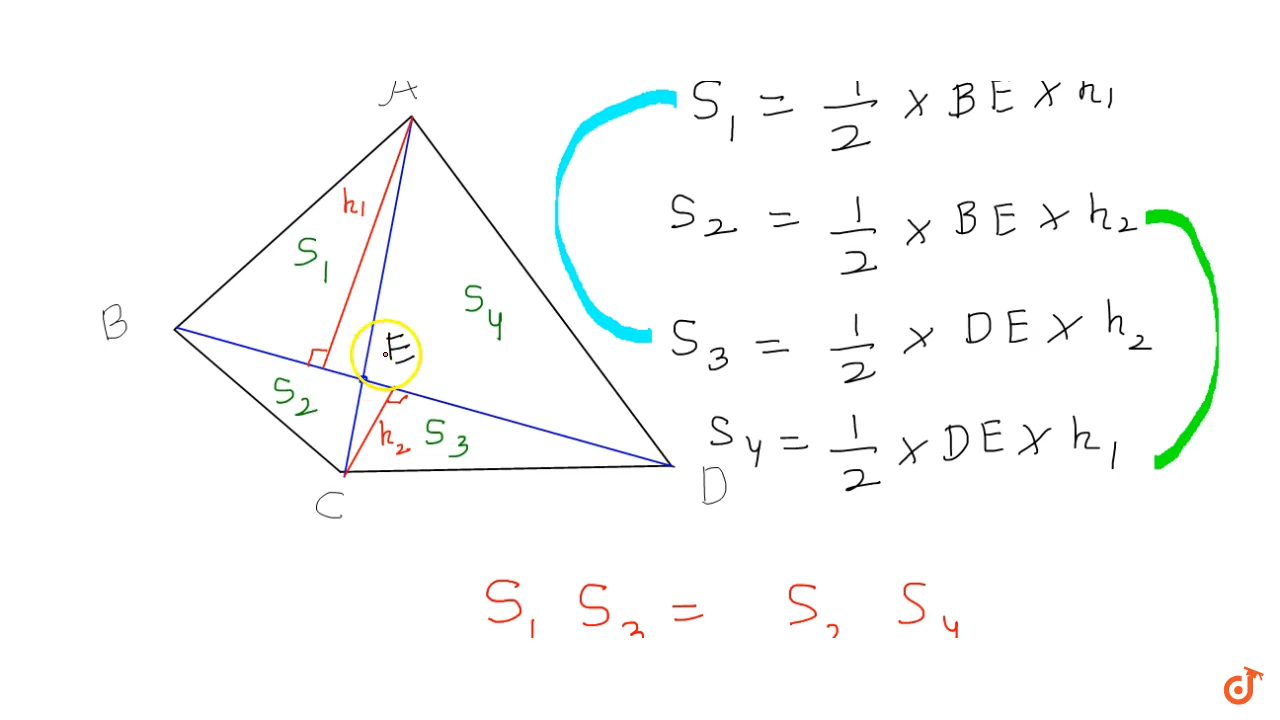 A
h1
S1
S4
B
E
S2
h2
S3
C
D
S1 = 1/2 × BE × h1
S2 = 1/2 × BE × h2
S3 = 1/2 × DE × h2
S4 = 1/2 × DE × h1
S1 S3 = S2 S4